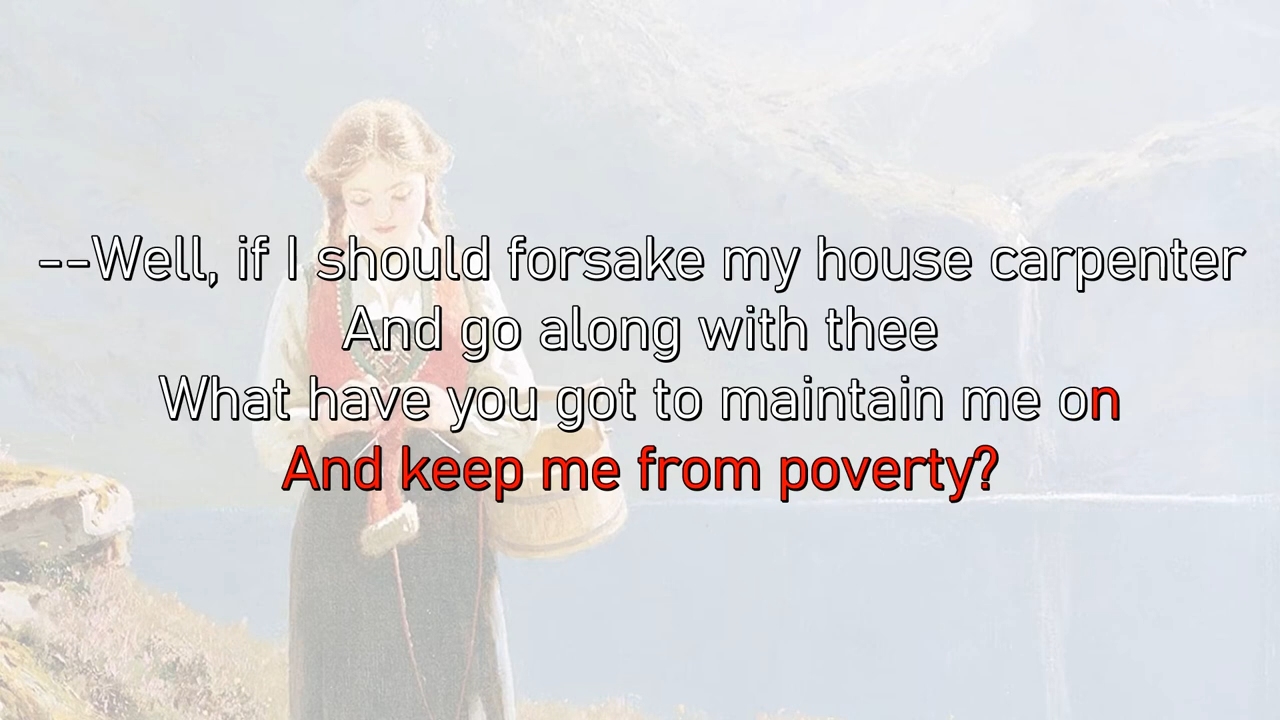 --Well, if I should forsake my house carpenter
And go along with thee
What have you got to maintain me on
And keep me from poverty?